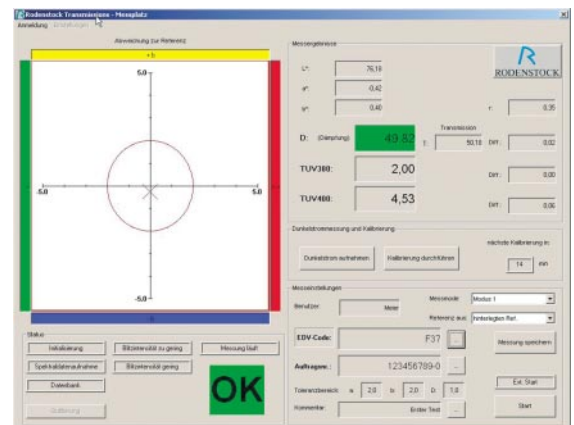 Rodenstock Transmissions - Messplatz
Anmeldung Einstellungen
Abweichung zur Referenz
+b
5.0
-5.0
5.0
-5.0
Messergebnisse
L*: 76,19
a*: -0,42
b*: 0,40
R
RODENSTOCK
r: 0,35
Transmission
D: (Dämpfung) 49.82 T: 50,18 Diff.: 0,02
TUV380: 2,00 Diff.: 0,00
TUV400: 4,53 Diff.: 0,06
Dunkelstrommessung und Kalibrierung
Dunkelstrom aufnehmen
Kalibrierung durchführen
nächste Kalibrierung in:
14 min
Messeinstellungen
Benutzer: Meier
Messmode: Modus 1
Referenz aus: hinterlegten Ref.
EDV-Code: F37 ...
Messung speichern
Auftragsnr.: 123456789-0 ...
Toleranzbereich: a 2,0 b 2,0 D 1,0
Ext. Start
Kommentar: Erster Test ...
Start
Status
Initialisierung
Blitzintensität zu gering
Messung läuft
Spektraldatenaufnahme
Blitzintensität gering
Datenbank
Quittierung
OK